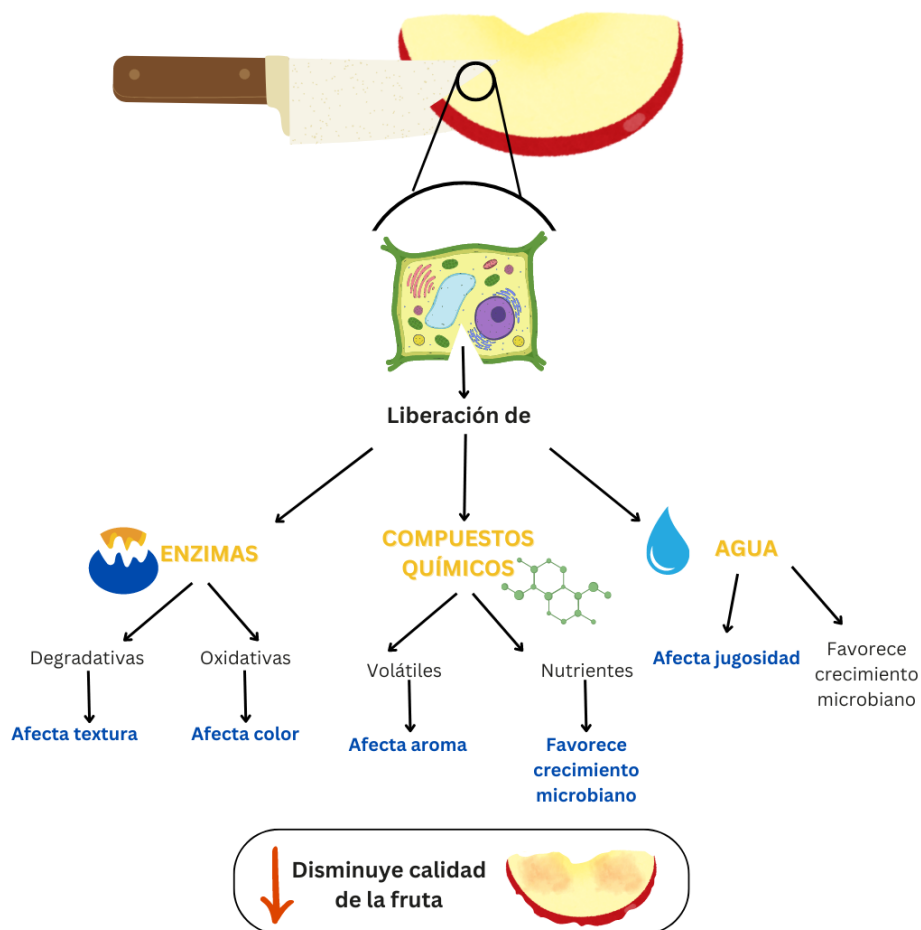 Liberación de
ENZIMAS
COMPUESTOS
QUÍMICOS
AGUA
Degradativas
Oxidativas
Volátiles
Nutrientes
Afecta jugosidad
Favorece
crecimiento
microbiano
Afecta textura
Afecta color
Afecta aroma
Favorece
crecimiento
microbiano
Disminuye calidad
de la fruta